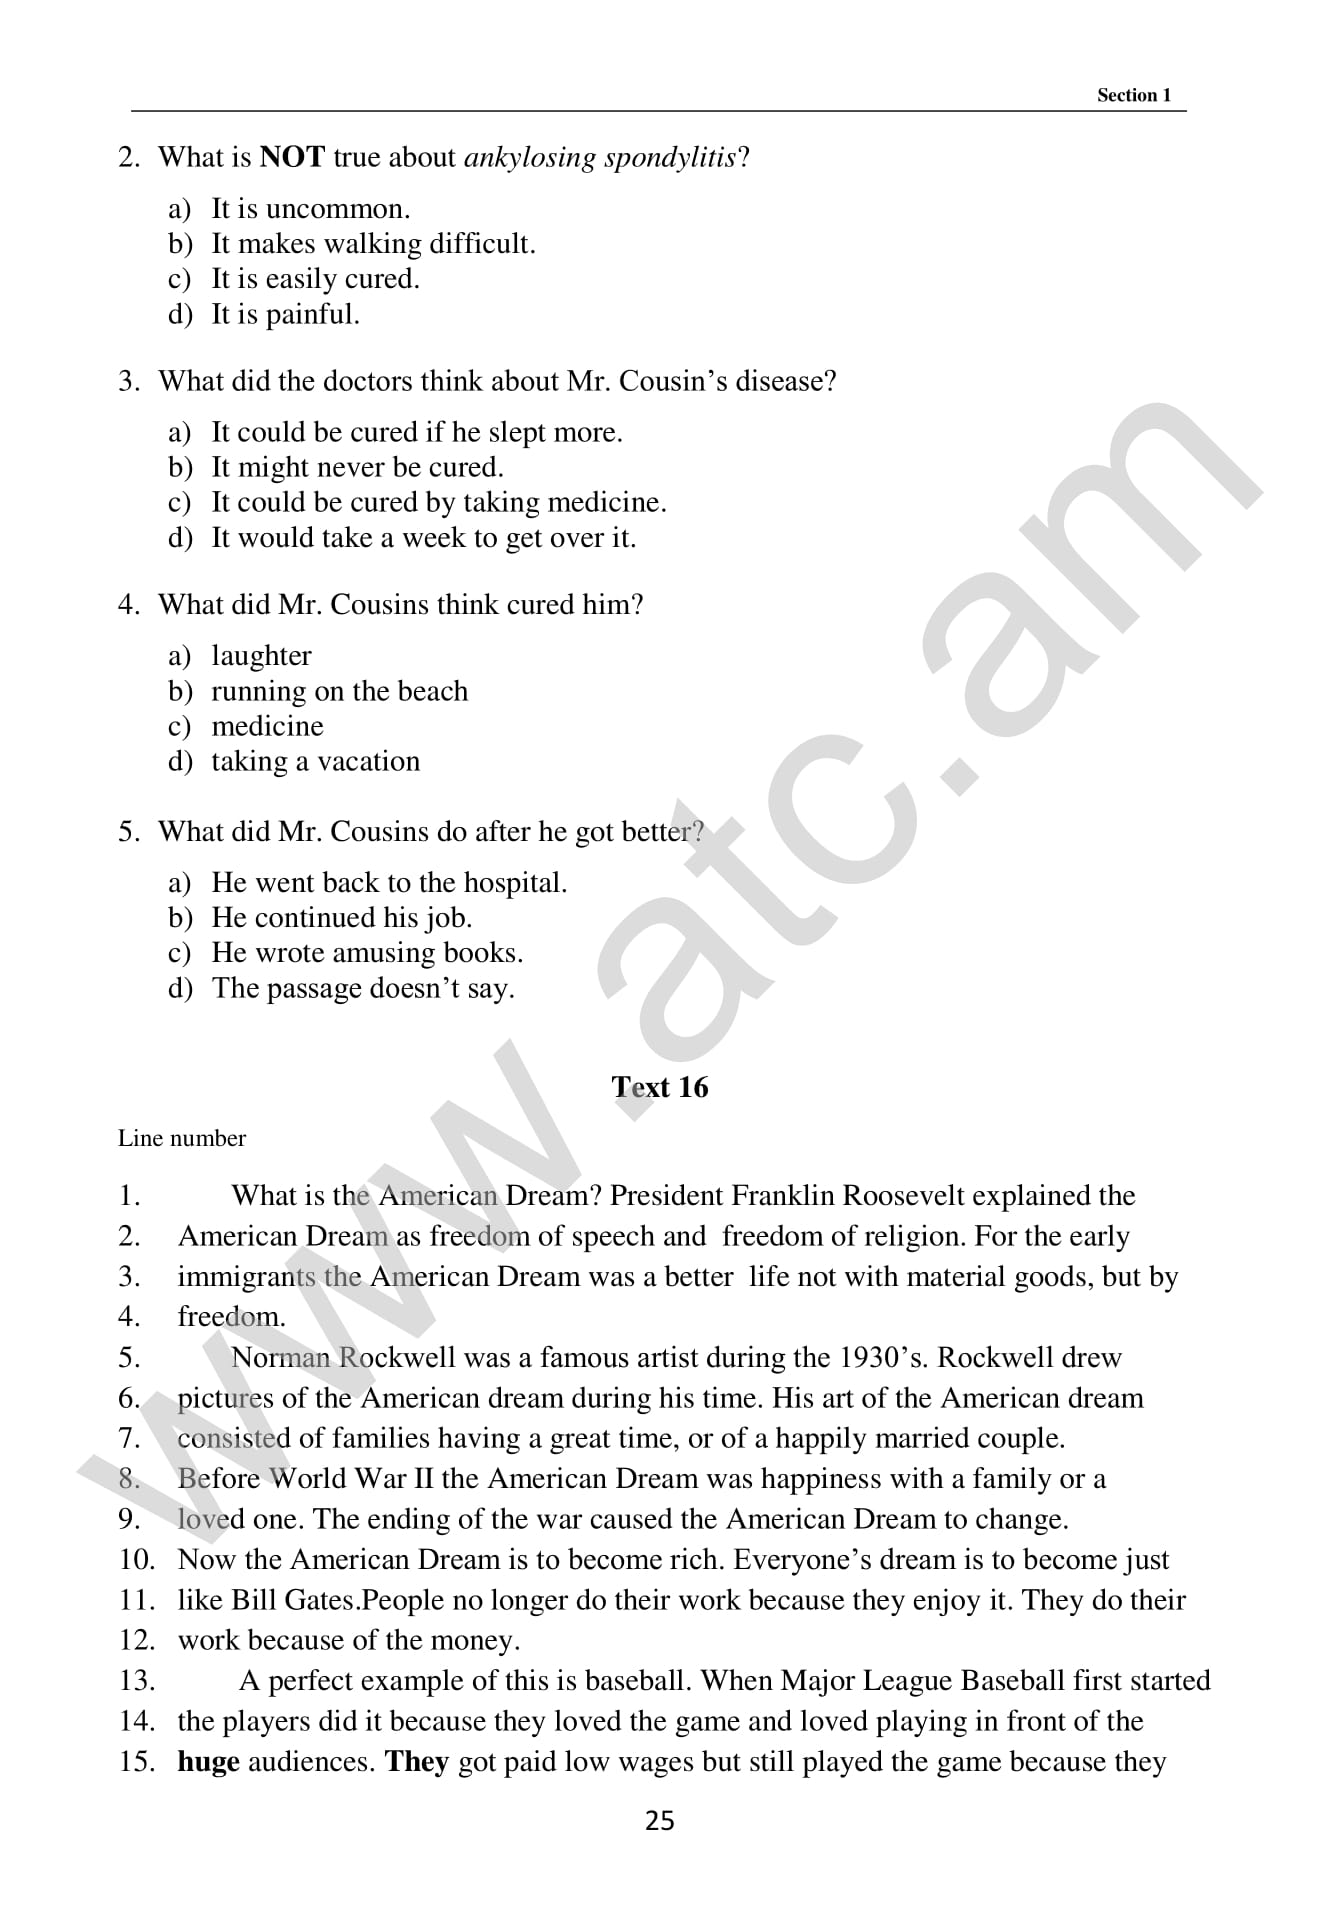 Section 1
2. What is NOT true about ankylosing spondylitis?
a) It is uncommon.
b) It makes walking difficult.
c) It is easily cured.
d) It is painful.
3. What did the doctors think about Mr. Cousin’s disease?
a) It could be cured if he slept more.
b) It might never be cured.
c) It could be cured by taking medicine.
d) It would take a week to get over it.
4. What did Mr. Cousins think cured him?
a) laughter
b) running on the beach
c) medicine
d) taking a vacation
5. What did Mr. Cousins do after he got better?
a) He went back to the hospital.
b) He continued his job.
c) He wrote amusing books.
d) The passage doesn’t say.
Text 16
Line number
1. What is the American Dream? President Franklin Roosevelt explained the
2. American Dream as freedom of speech and freedom of religion. For the early
3. immigrants the American Dream was a better life not with material goods, but by
4. freedom.
5. Norman Rockwell was a famous artist during the 1930’s. Rockwell drew
6. pictures of the American dream during his time. His art of the American dream
7. consisted of families having a great time, or of a happily married couple.
8. Before World War II the American Dream was happiness with a family or a
9. loved one. The ending of the war caused the American Dream to change.
10. Now the American Dream is to become rich. Everyone’s dream is to become just
11. like Bill Gates.People no longer do their work because they enjoy it. They do their
12. work because of the money.
13. A perfect example of this is baseball. When Major League Baseball first started
14. the players did it because they loved the game and loved playing in front of the
15. huge audiences. They got paid low wages but still played the game because they
25
www.atc.am